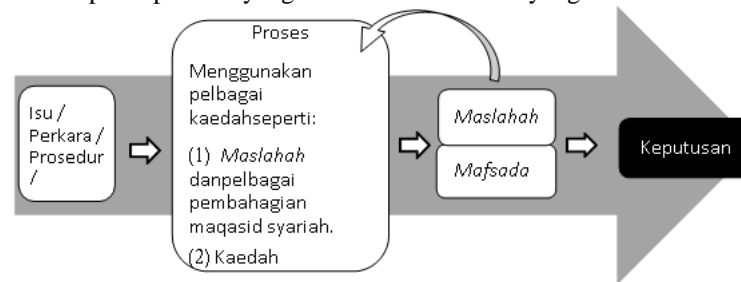 Proses
Menggunakan
pelbagai
kaedahseperti:
(1) Maslahah
danpelbagai
pembahagian
maqasid syariah.
(2) Kaedah
Isu /
Perkara /
Prosedur
/
Maslahah
Mafsada
Keputusan